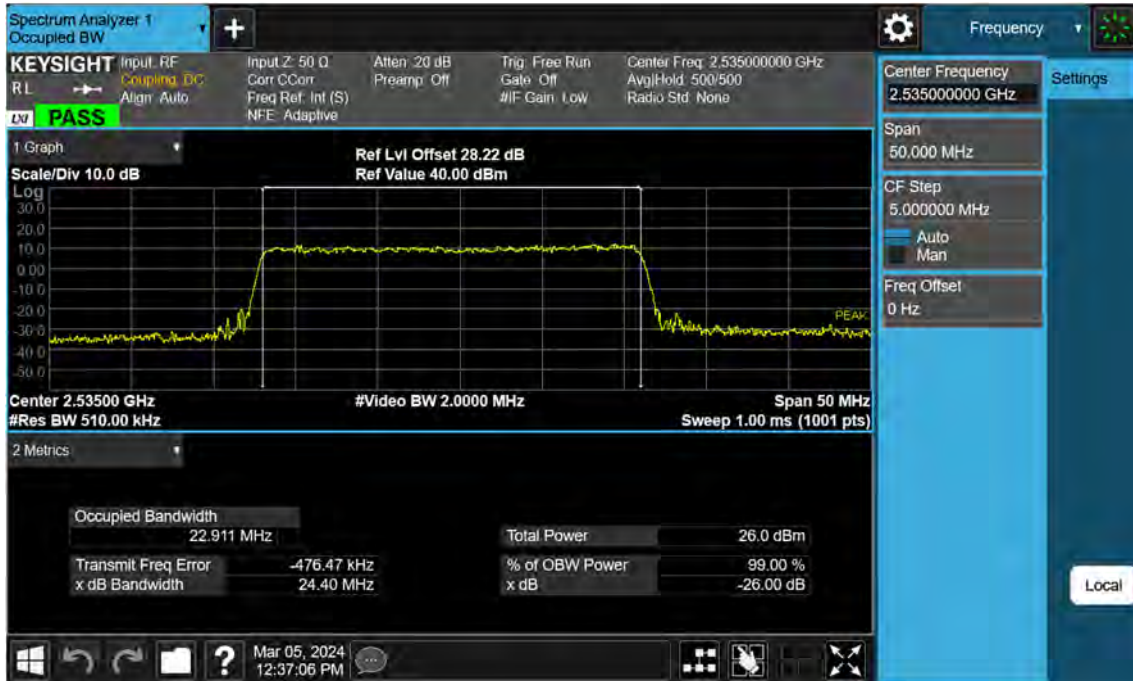 Spectrum Analyzer 1
Occupied BW
+
Frequency
KEYSIGHT
RL
LXI PASS
Input: RF
Coupling: DC
Align: Auto
Input Z: 50 Ω
Corr CCorr
Freq Ref: Int (S)
NFE: Adaptive
Atten: 20 dB
Preamp: Off
Trig: Free Run
Gate: Off
#IF Gain: Low
Center Freq: 2.535000000 GHz
Avg|Hold: 500/500
Radio Std: None
Center Frequency
2.535000000 GHz
Settings
Span
50.000 MHz
CF Step
5.000000 MHz
Auto
Man
Freq Offset
0 Hz
1 Graph
Scale/Div 10.0 dB
Ref Lvl Offset 28.22 dB
Ref Value 40.00 dBm
Log
30.0
20.0
10.0
0.00
-10.0
-20.0
-30.0
-40.0
-50.0
PEAK
Center 2.53500 GHz
#Video BW 2.0000 MHz
Span 50 MHz
#Res BW 510.00 kHz
Sweep 1.00 ms (1001 pts)
2 Metrics
Occupied Bandwidth
22.911 MHz
Total Power 26.0 dBm
Transmit Freq Error -476.47 kHz
% of OBW Power 99.00 %
x dB Bandwidth 24.40 MHz
x dB -26.00 dB
Local
?
Mar 05, 2024
12:37:06 PM